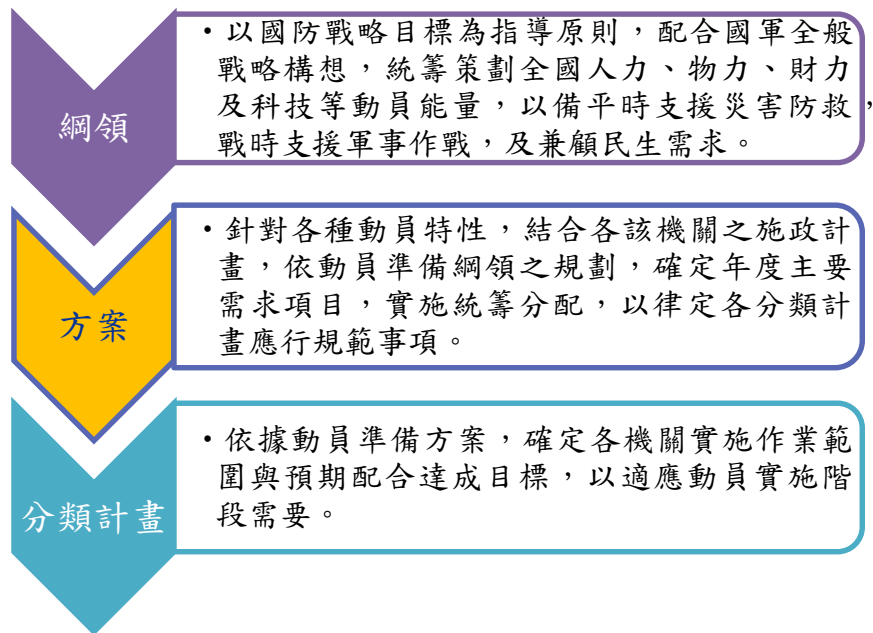 綱領
•以國防戰略目標為指導原則,配合國軍全般
戰略構想,統籌策劃全國人力、物力、財力
及科技等動員能量,以備平時支援災害防救,
戰時支援軍事作戰,及兼顧民生需求。
方案
•針對各種動員特性,結合各該機關之施政計
畫,依動員準備綱領之規劃,確定年度主要
需求項目,實施統籌分配,以律定各分類計
畫應行規範事項。
分類計畫
•依據動員準備方案,確定各機關實施作業範
圍與預期配合達成目標,以適應動員實施階
段需要。